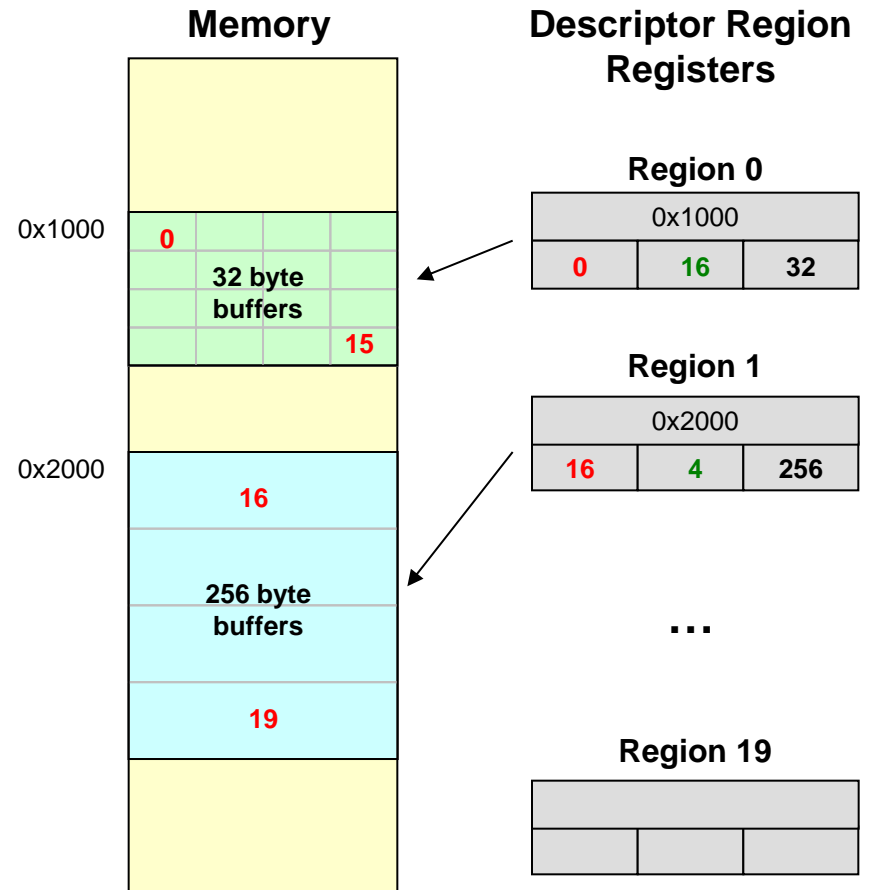 Memory
Descriptor Region
Registers
Region 0
0x1000
0x1000
0
0 16 32
32 byte
buffers
15
Region 1
0x2000
0x2000
16 4 256
16
256 byte
buffers
...
19
Region 19